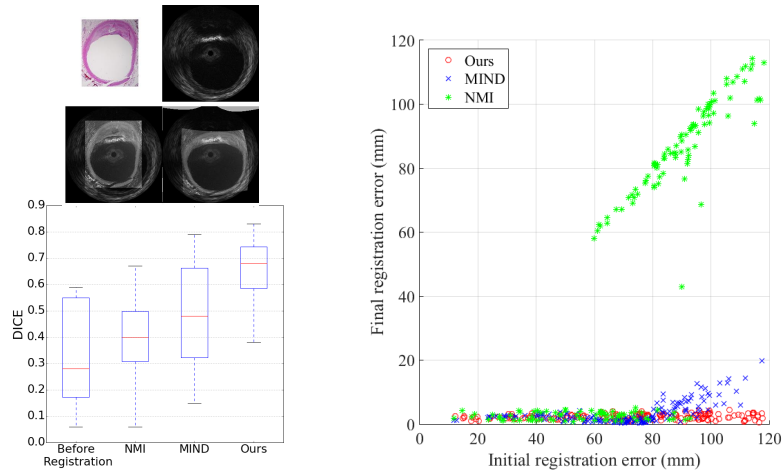 0.9
0.8
0.7
0.6
0.5
0.4
0.3
0.2
0.1
0.0
DICE
Before
Registration
NMI
MIND
Ours
120
100
80
60
40
20
0
Final registration error (mm)
Ours
MIND
NMI
0 20 40 60 80 100 120
Initial registration error (mm)